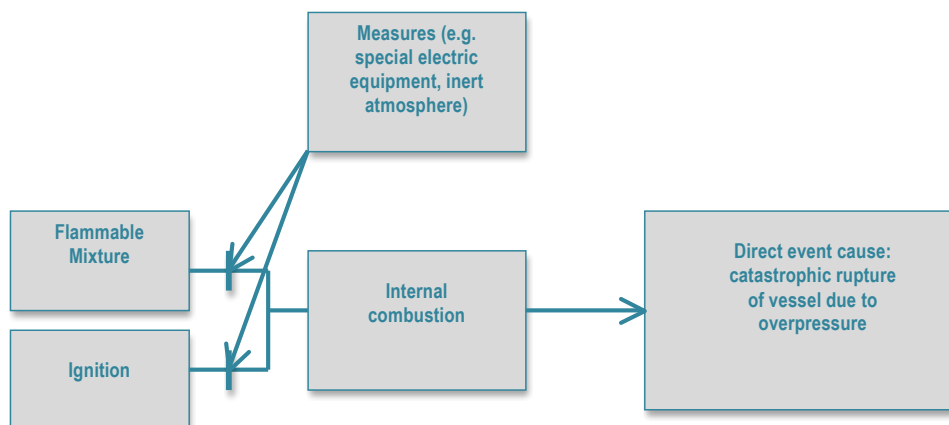 Measures (e.g.
special electric
equipment, inert
atmosphere)
Flammable
Mixture
Internal
combustion
Direct event cause:
catastrophic rupture
of vessel due to
overpressure
Ignition